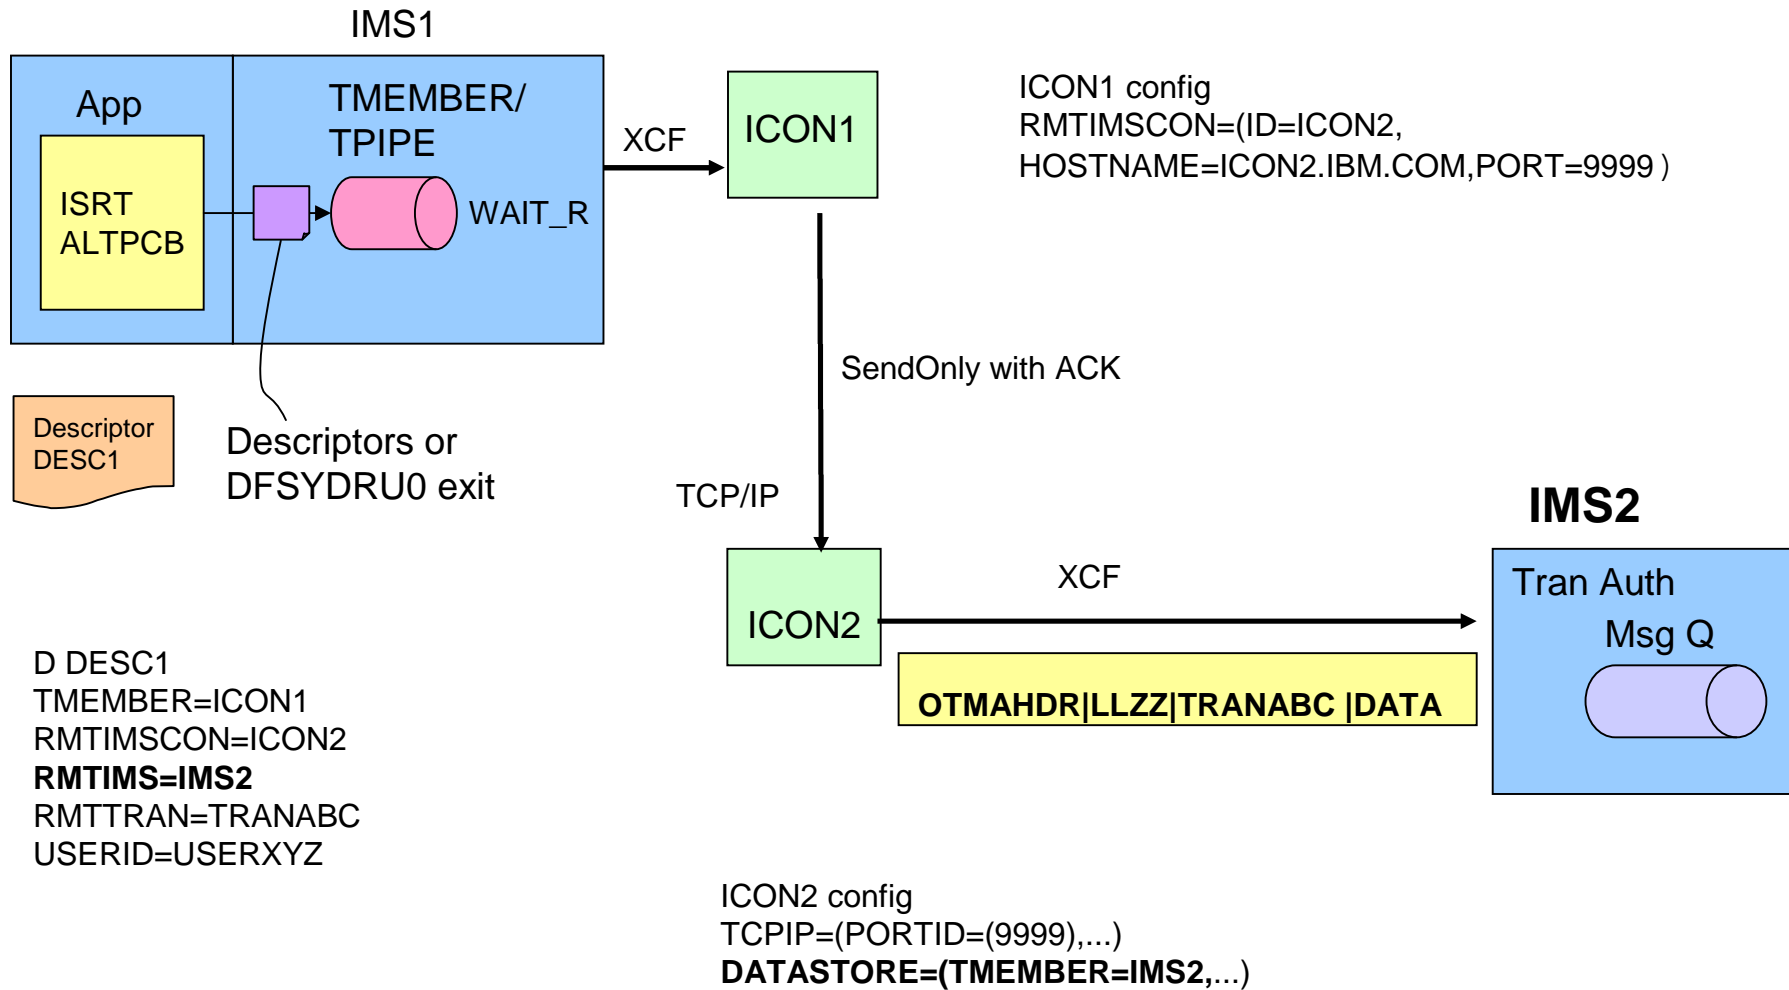 IMS1
App
TMEMBER/
TPIPE
ISRT
ALTPCB
WAIT_R
XCF
ICON1
ICON1 config
RMTIMSCON=(ID=ICON2,
HOSTNAME=ICON2.IBM.COM,PORT=9999 )
SendOnly with ACK
Descriptor
DESC1
Descriptors or
DFSYDRU0 exit
TCP/IP
IMS2
ICON2
XCF
Tran Auth
Msg Q
OTMAHDR|LLZZ|TRANABC |DATA
D DESC1
TMEMBER=ICON1
RMTIMSCON=ICON2
RMTIMS=IMS2
RMTTRAN=TRANABC
USERID=USERXYZ
ICON2 config
TCPIP=(PORTID=(9999),...)
DATASTORE=(TMEMBER=IMS2,...)